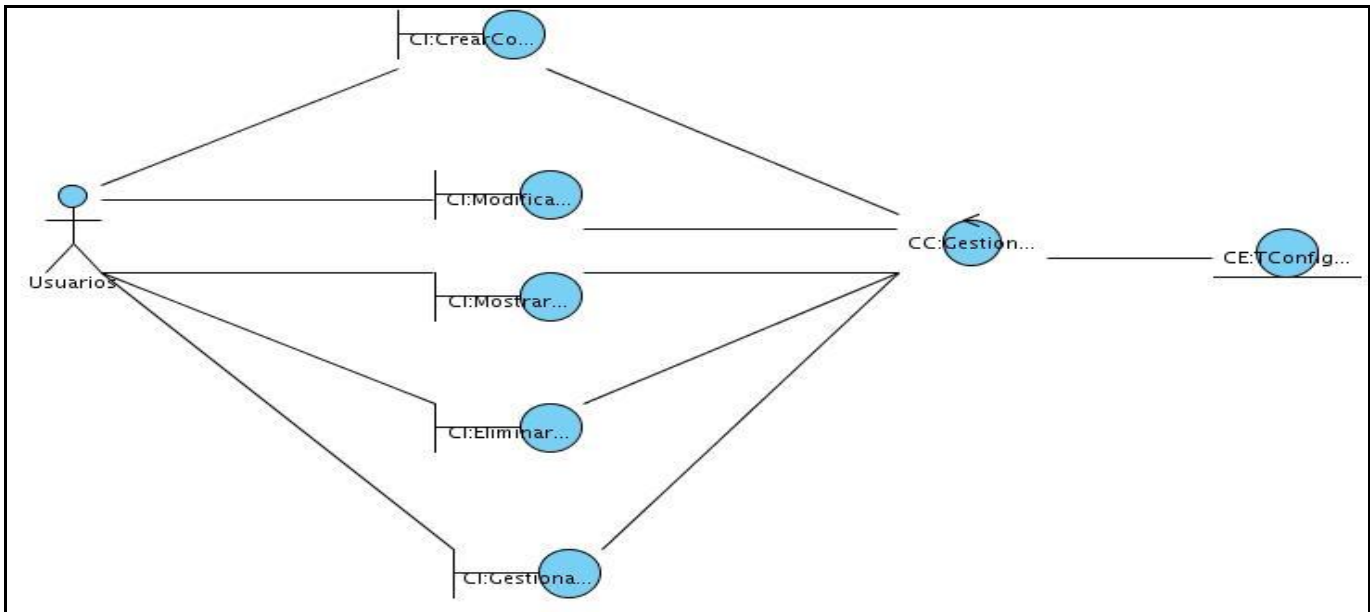 CI:CrearCo...
CI:Modifica...
CC:Gestion...
CE:TConfig...
Usuarios
CI:Mostrar...
CI:Eliminar...
CI:Gestiona...